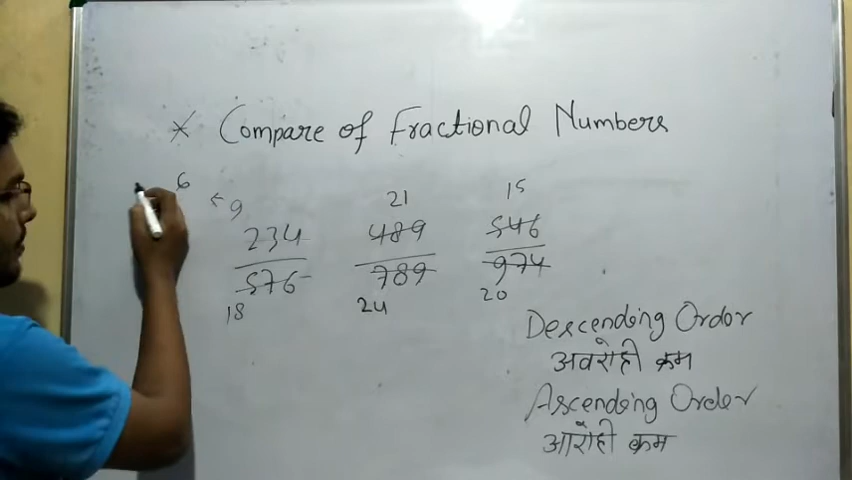 * Compare of Fractional Numbers
6 ← 9 21 15
234 489 546
576 789 974
18 24 20
Descending Order
अवरोही क्रम
Ascending Order
आरोही क्रम